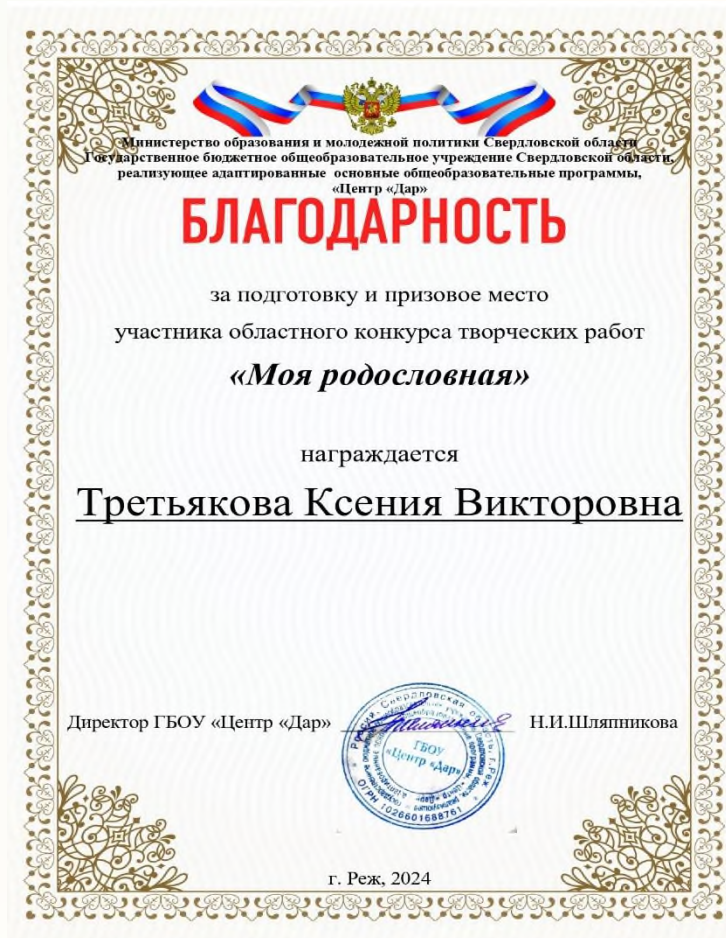 Министерство образования и молодежной политики Свердловской области
Государственное бюджетное общеобразовательное учреждение Свердловской области,
реализующее адаптированные основные общеобразовательные программы,
«Центр «Дар»
БЛАГОДАРНОСТЬ
за подготовку и призовое место
участника областного конкурса творческих работ
«Моя родословная»
награждается
Третьякова Ксения Викторовна
Директор ГБОУ «Центр «Дар»
Н.И.Шляпникова
ГБОУ
«Центр «Дар»
ОГРН 1026601688761
г. Реж, 2024